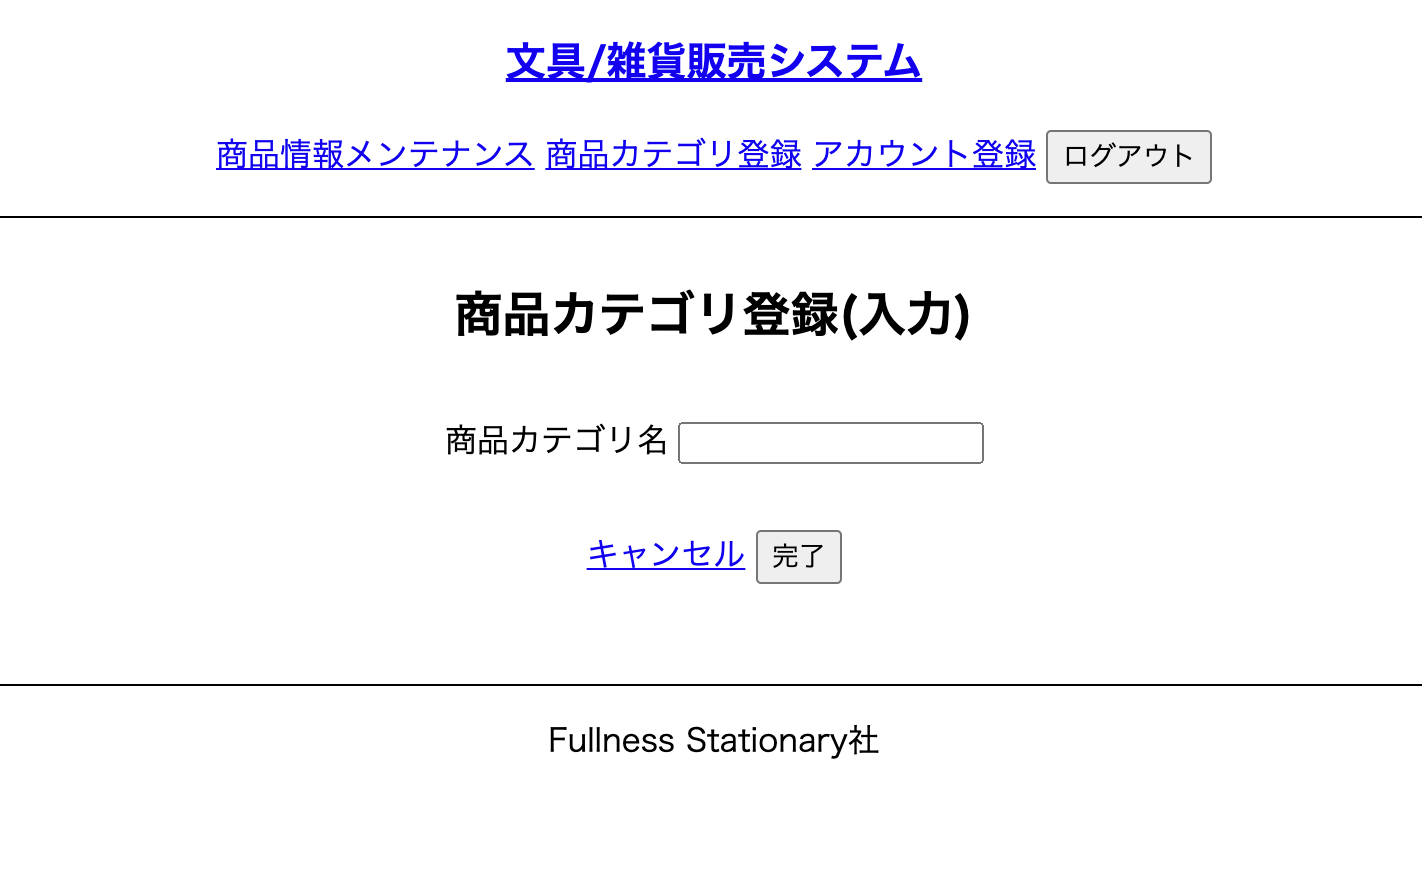 文具/雑貨販売システム
商品情報メンテナンス 商品カテゴリ登録 アカウント登録 ログアウト
商品カテゴリ登録(入力)
商品カテゴリ名
キャンセル 完了
Fullness Stationary社